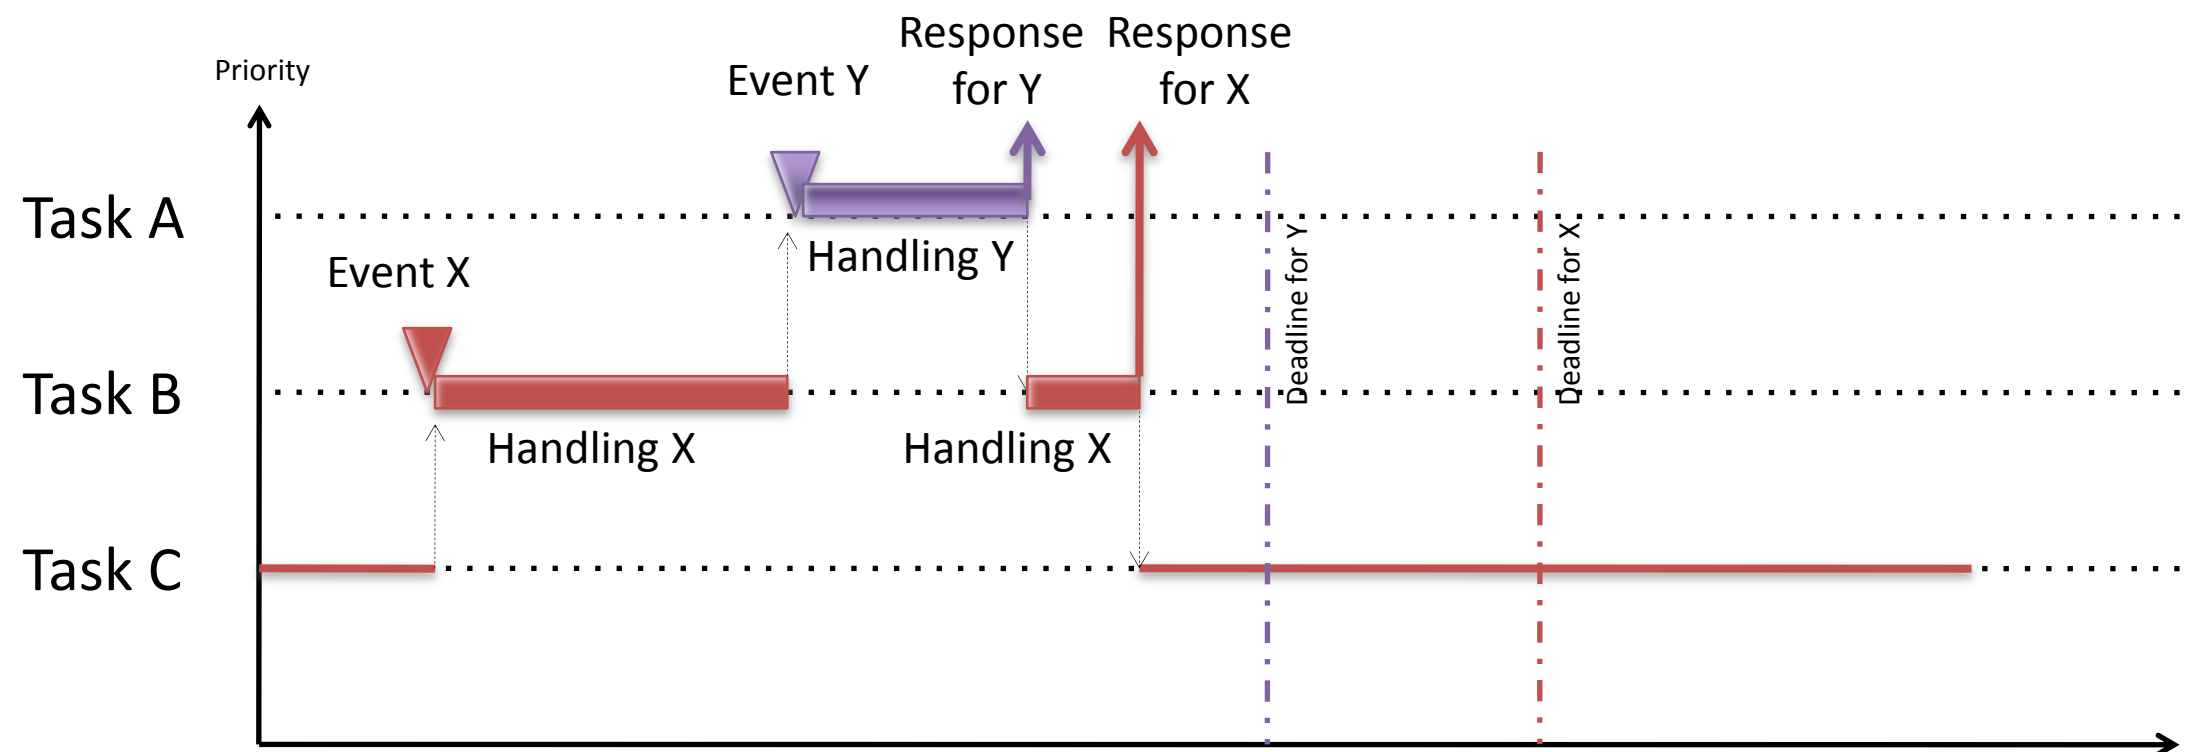 Response Response
for Y for X
Priority
Event Y
Task A
Handling Y
Event X
Deadline for Y
Deadline for X
Task B
Handling X
Handling X
Task C